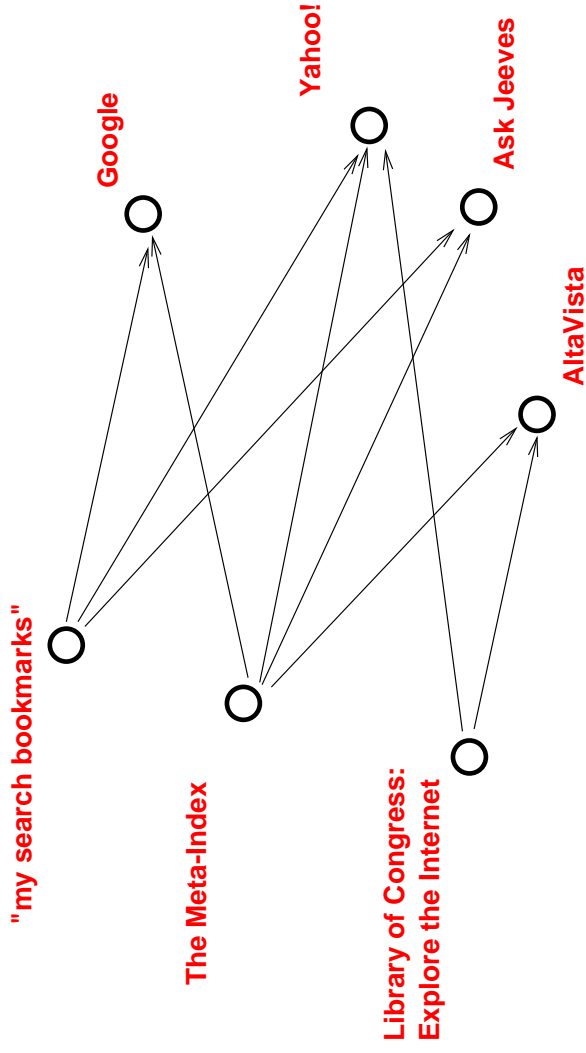 "my search bookmarks"
The Meta-Index
Library of Congress:
Explore the Internet
Google
Yahoo!
Ask Jeeves
AltaVista